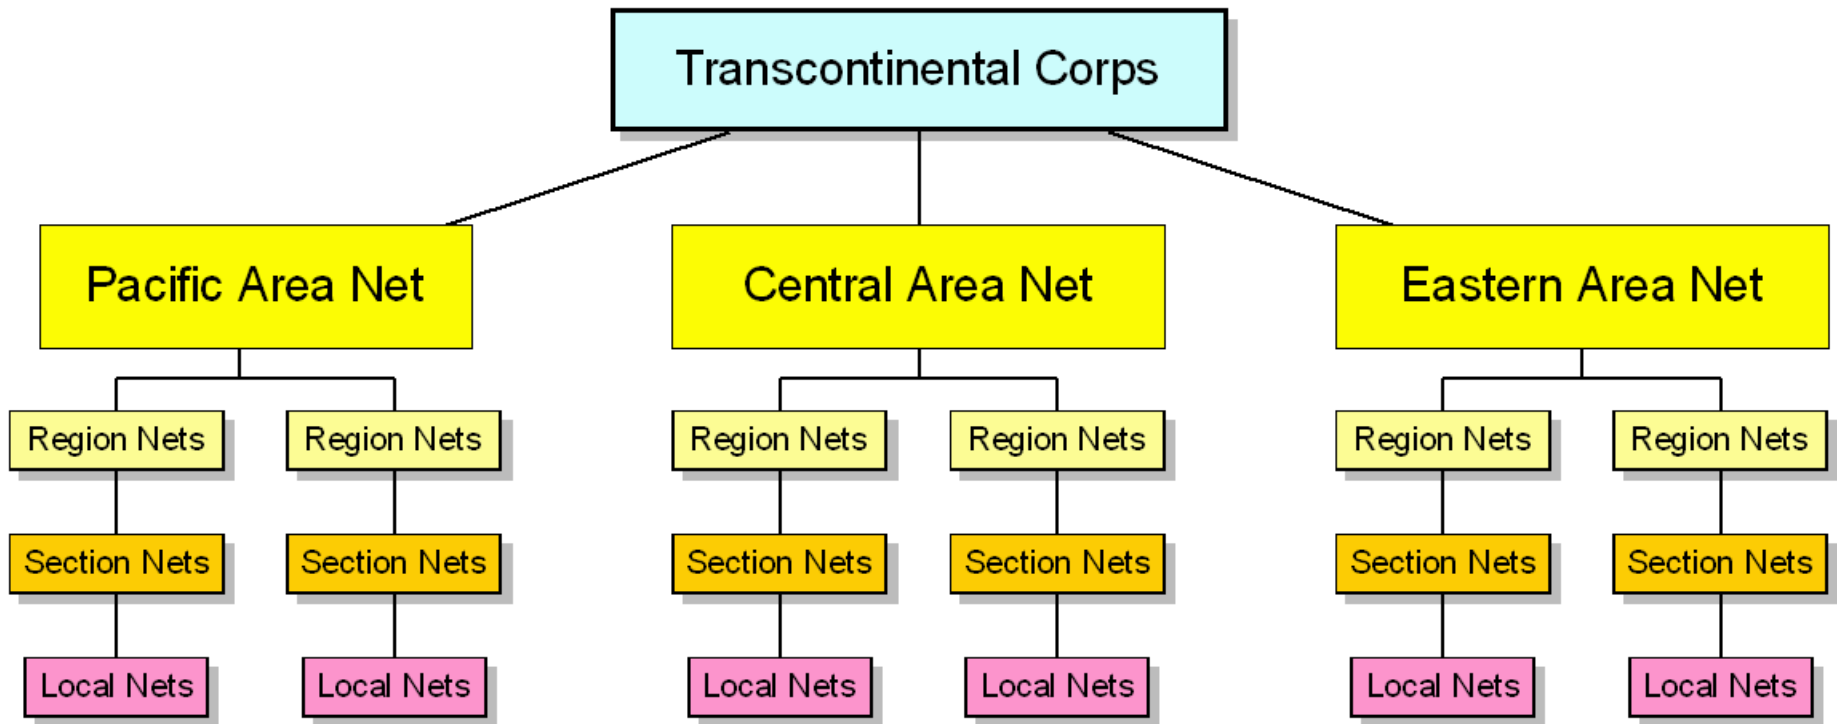 Transcontinental Corps
Pacific Area Net
Central Area Net
Eastern Area Net
Region Nets
Region Nets
Region Nets
Region Nets
Region Nets
Region Nets
Section Nets
Section Nets
Section Nets
Section Nets
Section Nets
Section Nets
Local Nets
Local Nets
Local Nets
Local Nets
Local Nets
Local Nets